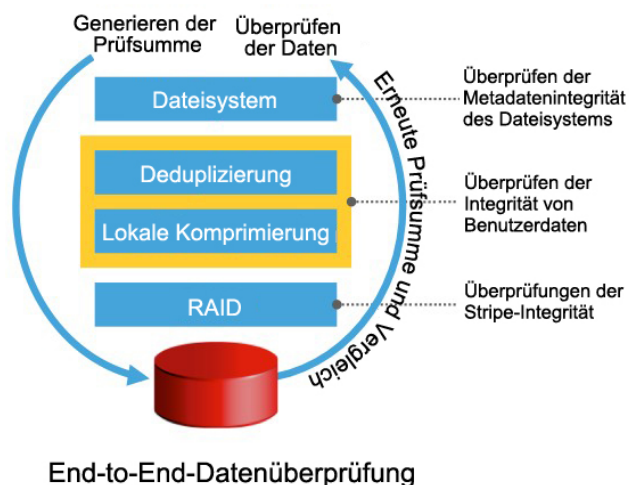 Generieren der
Prüfsumme
Überprüfen
der Daten
Dateisystem
Deduplizierung
Lokale Komprimierung
RAID
Erneute Prüfsumme und Vergleich
Überprüfen der
Metadatenintegrität
des Dateisystems
Überprüfen der
Integrität von
Benutzerdaten
Überprüfungen der
Stripe-Integrität
End-to-End-Datenüberprüfung